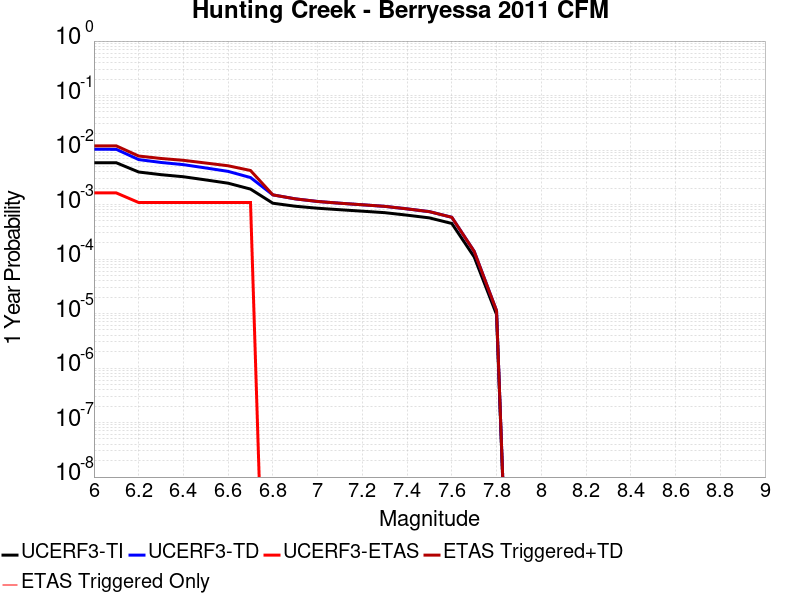 Hunting Creek - Berryessa 2011 CFM
10^0
10^-1
10^-2
10^-3
10^-4
10^-5
10^-6
10^-7
10^-8
1 Year Probability
6 6.2 6.4 6.6 6.8 7 7.2 7.4 7.6 7.8 8 8.2 8.4 8.6 8.8 9
Magnitude
UCERF3-TI UCERF3-TD UCERF3-ETAS ETAS Triggered+TD
ETAS Triggered Only